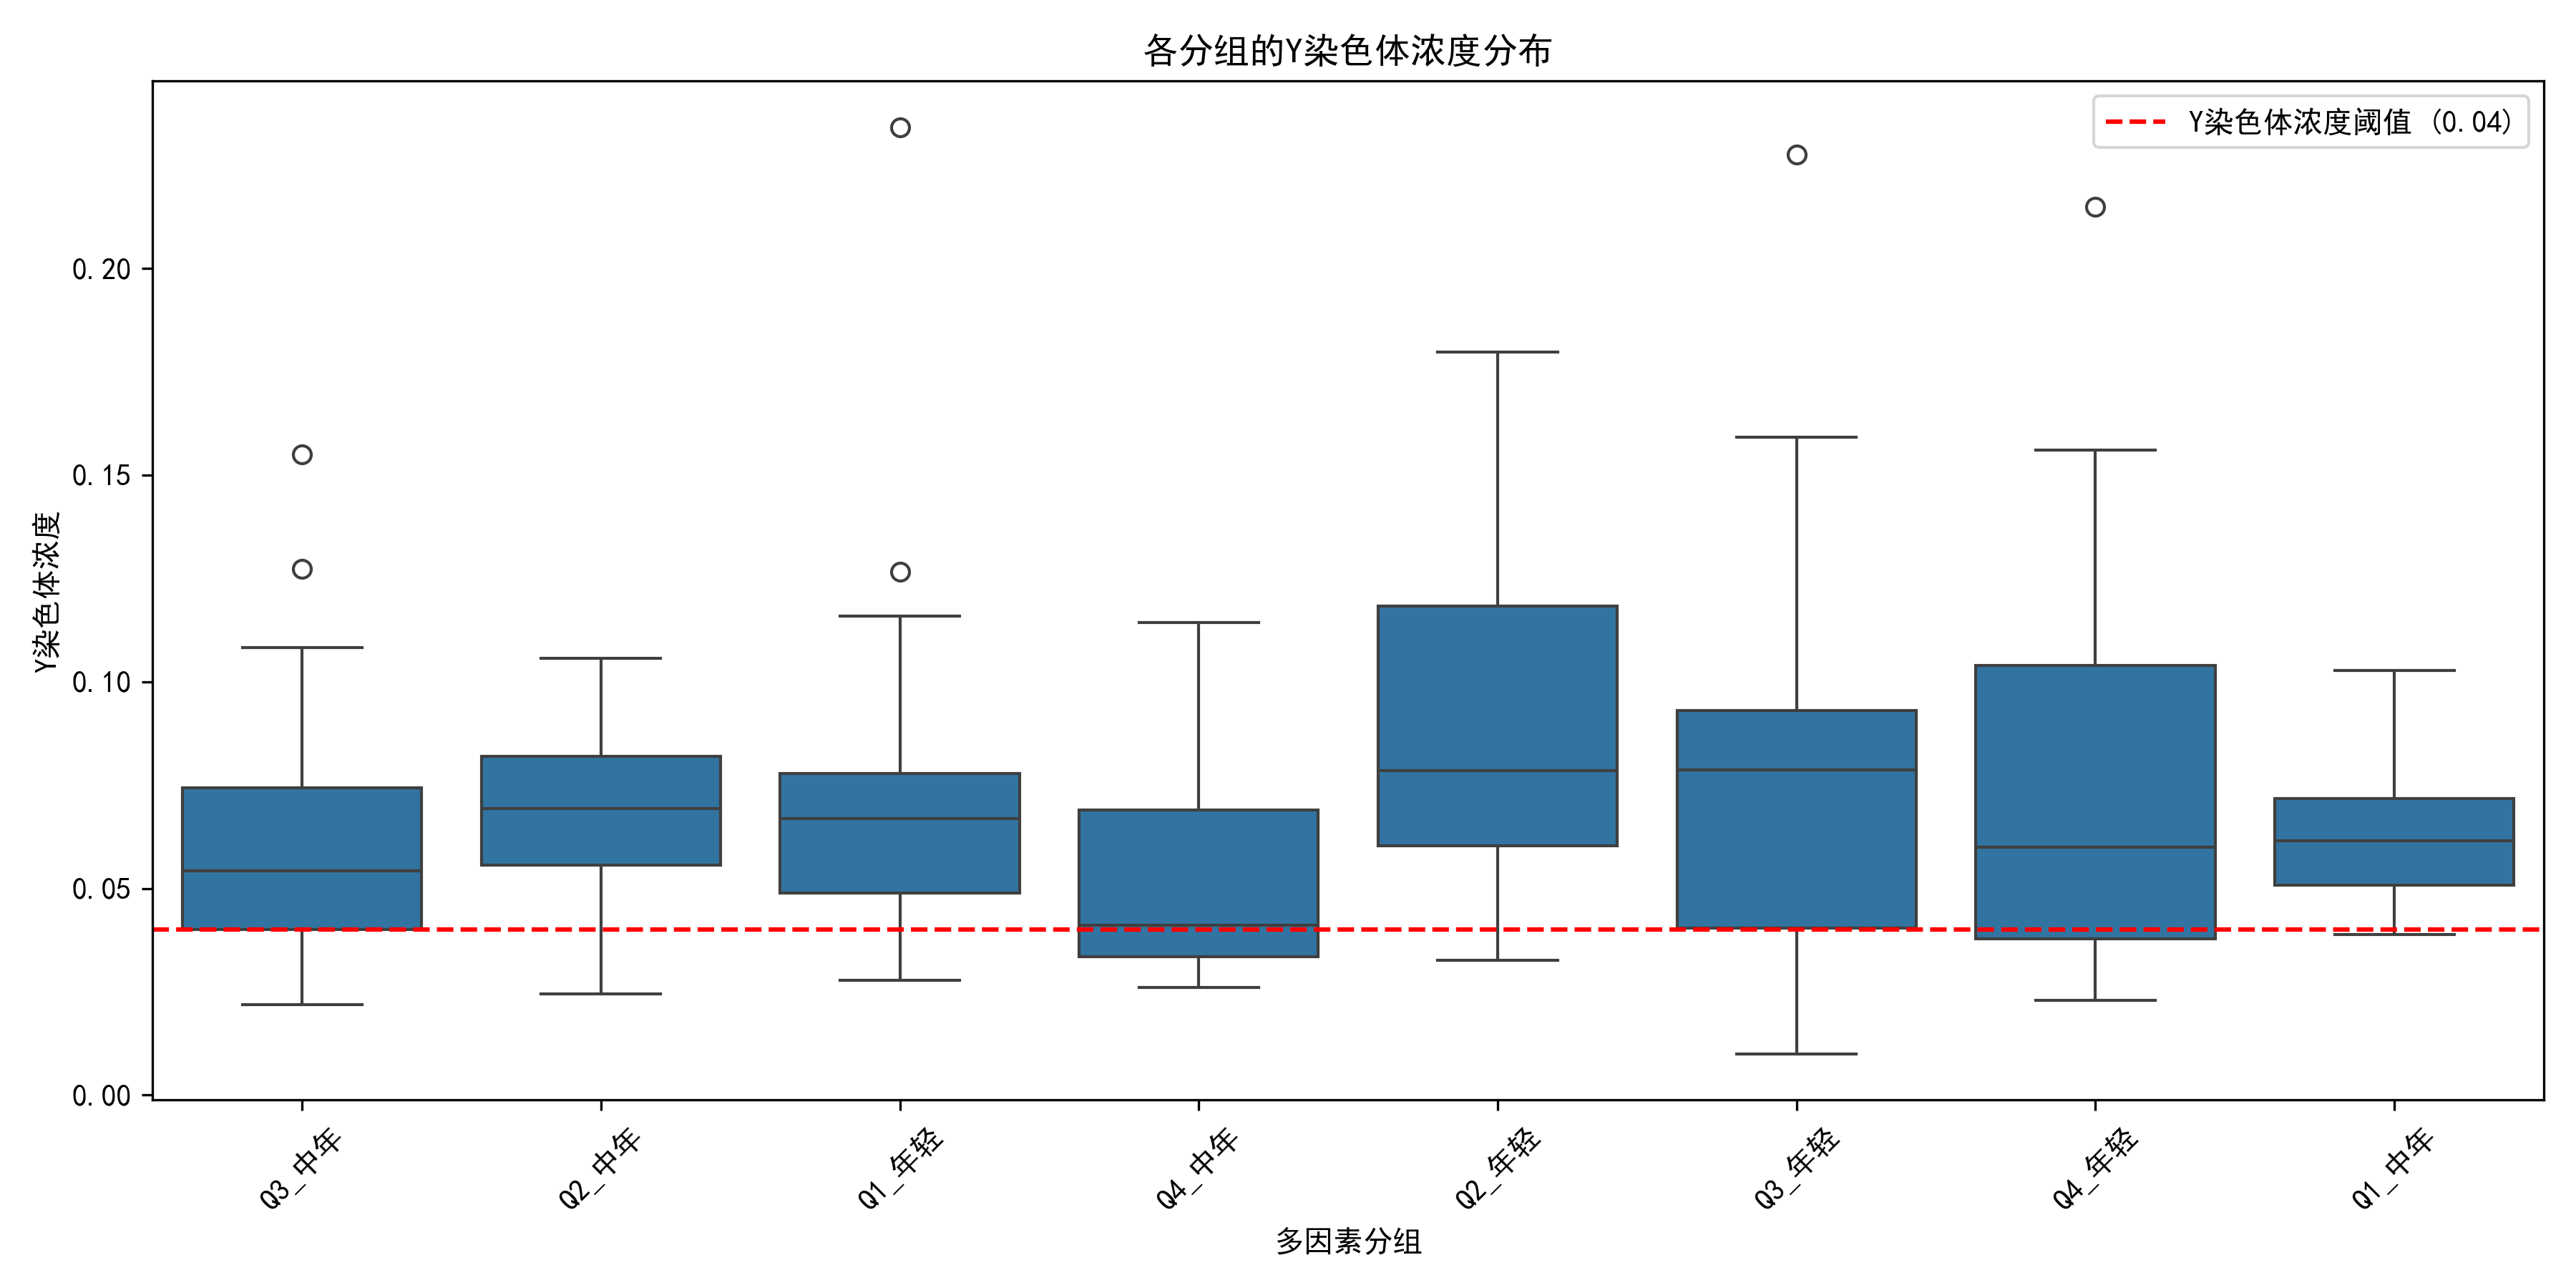 各分组的Y染色体浓度分布
Y染色体浓度阈值 (0.04)
Y染色体浓度
0.20
0.15
0.10
0.05
0.00
Q3_中年
Q2_中年
Q1_年轻
Q4_中年
Q2_年轻
Q3_年轻
Q4_年轻
Q1_中年
多因素分组